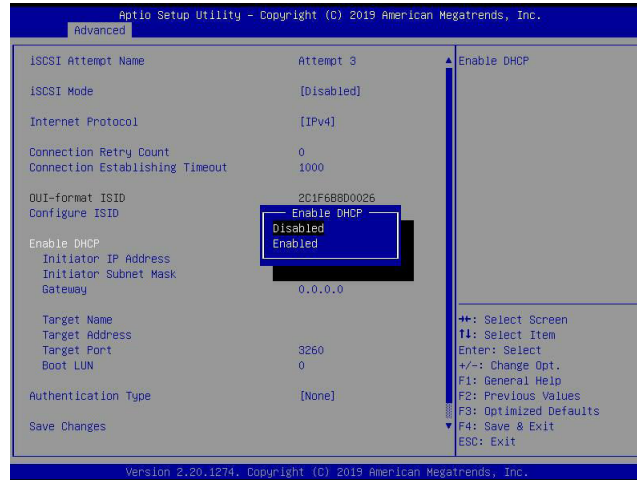 Aptio Setup Utility – Copyright (C) 2019 American Megatrends, Inc.
Advanced
iSCSI Attempt Name Attempt 3
iSCSI Mode [Disabled]
Internet Protocol [IPv4]
Connection Retry Count 0
Connection Establishing Timeout 1000
OUI-format ISID 2C1F6B8D0026
Configure ISID
Enable DHCP
Initiator IP Address
Initiator Subnet Mask
Gateway 0.0.0.0
Target Name
Target Address
Target Port 3260
Boot LUN 0
Authentication Type [None]
Save Changes
Enable DHCP
Disabled
Enabled
Enable DHCP
→←: Select Screen
↑↓: Select Item
Enter: Select
+/-: Change Opt.
F1: General Help
F2: Previous Values
F3: Optimized Defaults
F4: Save & Exit
ESC: Exit
Version 2.20.1274. Copyright (C) 2019 American Megatrends, Inc.